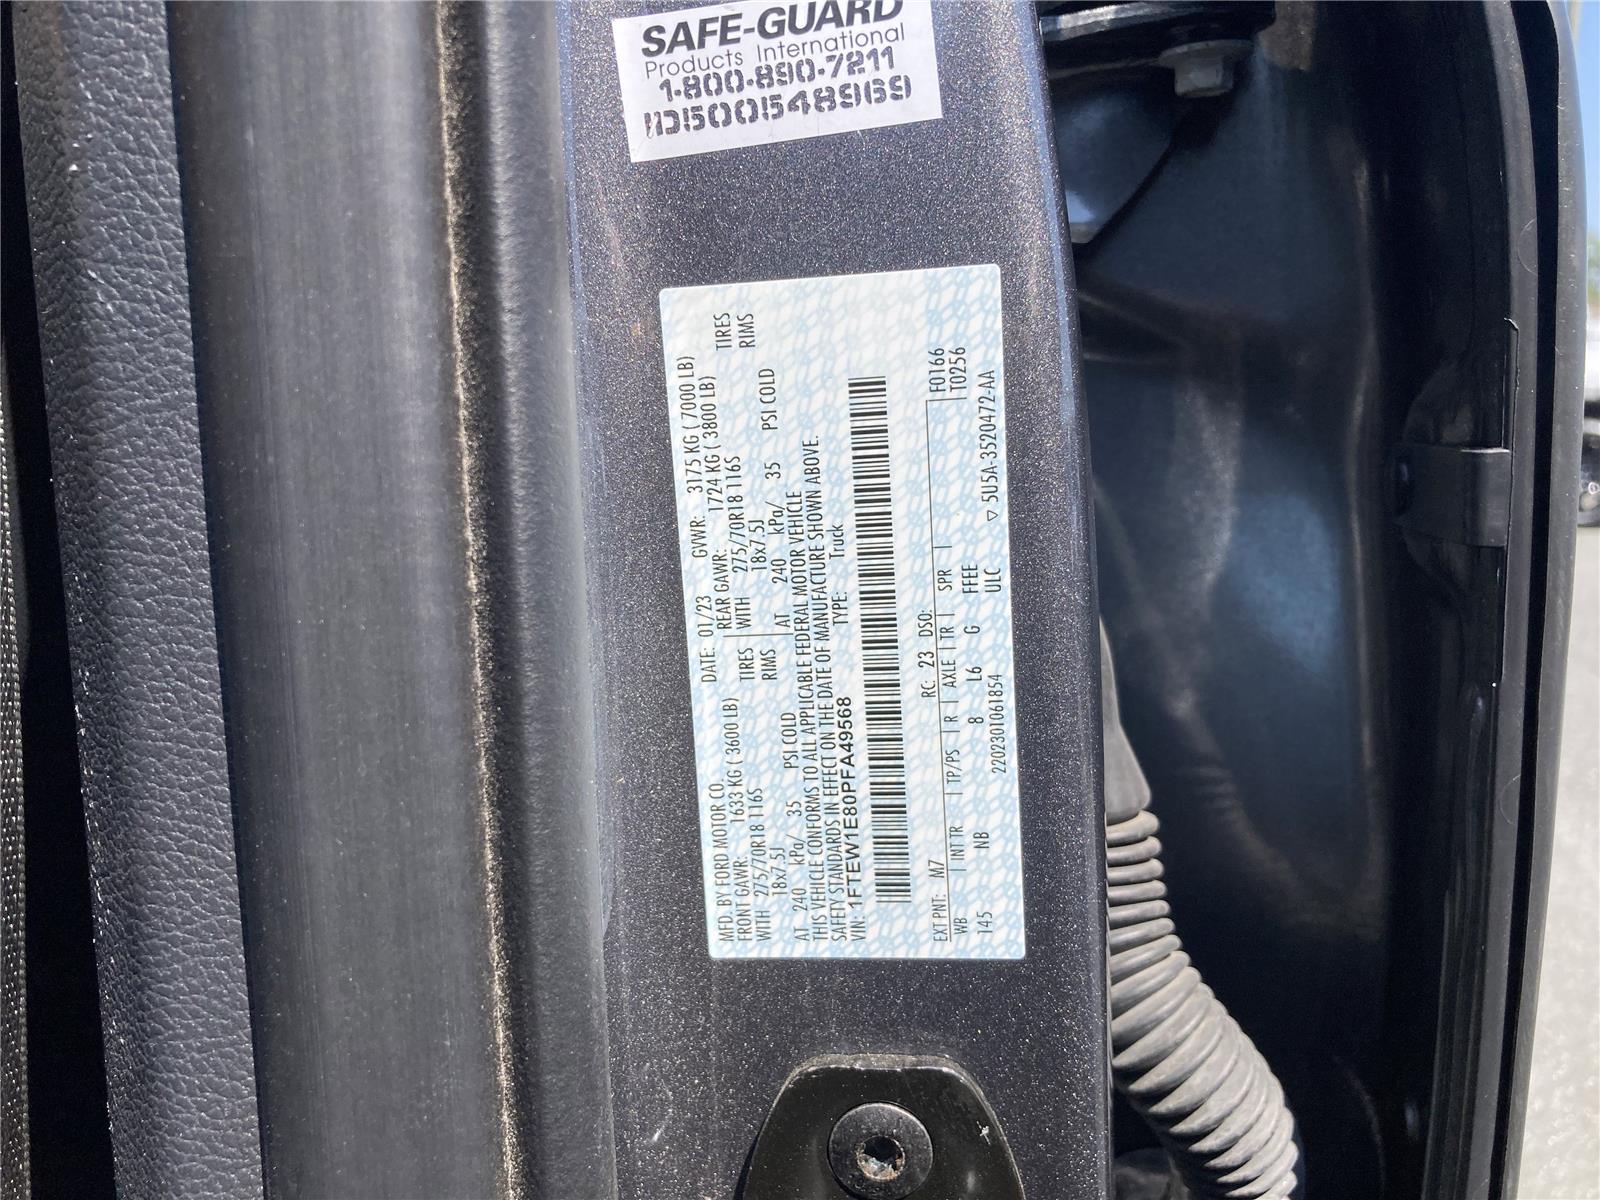 SAFE-GUARD
Products International
1-800-890-7211
ID500548969
MFD. BY FORD MOTOR CO.
DATE: 01/23 GVWR: 3175 KG ( 7000 LB)
FRONT GAWR: 1633 KG ( 3600 LB) REAR GAWR: 1724 KG ( 3800 LB)
WITH 275/70R18 116S TIRES WITH 275/70R18 116S TIRES
18x7.5J RIMS 18x7.5J RIMS
AT 240 kPa/ 35 PSI COLD AT 240 kPa/ 35 PSI COLD
THIS VEHICLE CONFORMS TO ALL APPLICABLE FEDERAL MOTOR VEHICLE
SAFETY STANDARDS IN EFFECT ON THE DATE OF MANUFACTURE SHOWN ABOVE.
VIN: 1FTEW1E80PFA49568 TYPE: Truck
EXT PNT: M7 RC: 23 DSO: F0166
WB | INT TR | TP/PS | R | AXLE | TR | SPR | T0256
145 NB 8 L6 G FFEE
ULC
220230106185​4 ▽ 5U5A-3520472-AA